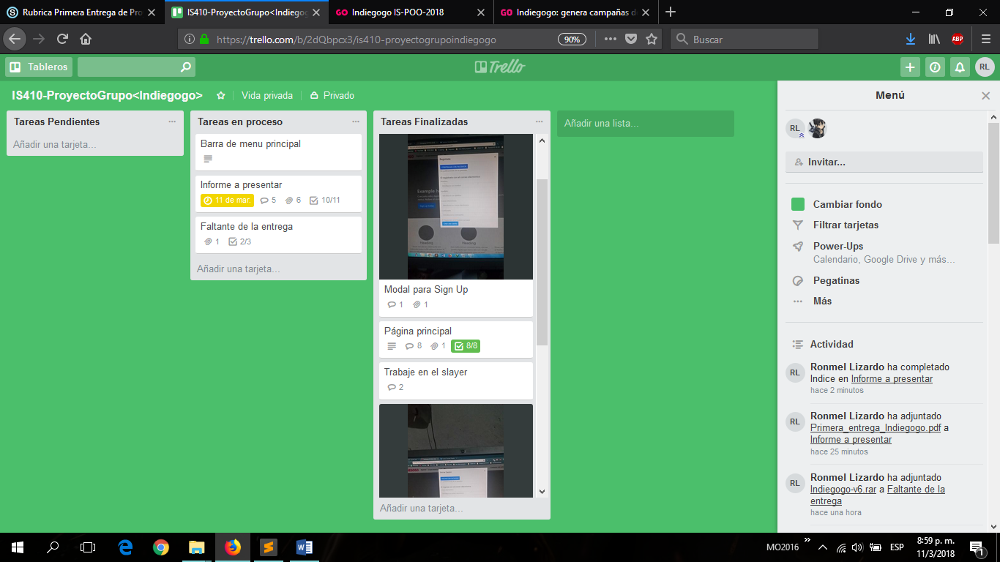 Rubrica Primera Entrega de Pro
IS410-ProyectoGrupo<Indiegog
GO Indiegogo IS-POO-2018
GO Indiegogo: genera campañas d
https://trello.com/b/2dQbpcx3/is410-proyectogrupoindiegogo
90%
Buscar
ABP
Tableros
Trello
RL
IS410-ProyectoGrupo<Indiegogo>
Vida privada
Privado
Tareas Pendientes
Añadir una tarjeta...
Tareas en proceso
Barra de menu principal
Informe a presentar
11 de mar. 5 6 10/11
Faltante de la entrega
1 2/3
Añadir una tarjeta...
Tareas Finalizadas
Modal para Sign Up
1 1
Página principal
8 1 8/8
Trabaje en el slayer
2
Añadir una tarjeta...
Añadir una lista...
Menú
RL
Invitar...
Cambiar fondo
Filtrar tarjetas
Power-Ups
Calendario, Google Drive y más...
Pegatinas
Más
Actividad
RL
Ronmel Lizardo ha completado
Indice en Informe a presentar
hace 2 minutos
RL
Ronmel Lizardo ha adjuntado
Primera_entrega_Indiegogo.pdf a
Informe a presentar
hace 25 minutos
RL
Ronmel Lizardo ha adjuntado
Indiegogo-v6.rar a Faltante de la
entrega
hace una hora
MO2016
ESP
8:59 p. m.
11/3/2018
1